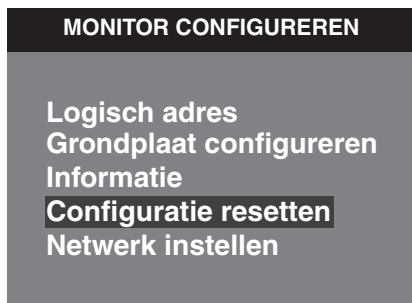 MONITOR CONFIGUREREN
Logisch adres
Grondplaat configureren
Informatie
Configuratie resetten
Netwerk instellen